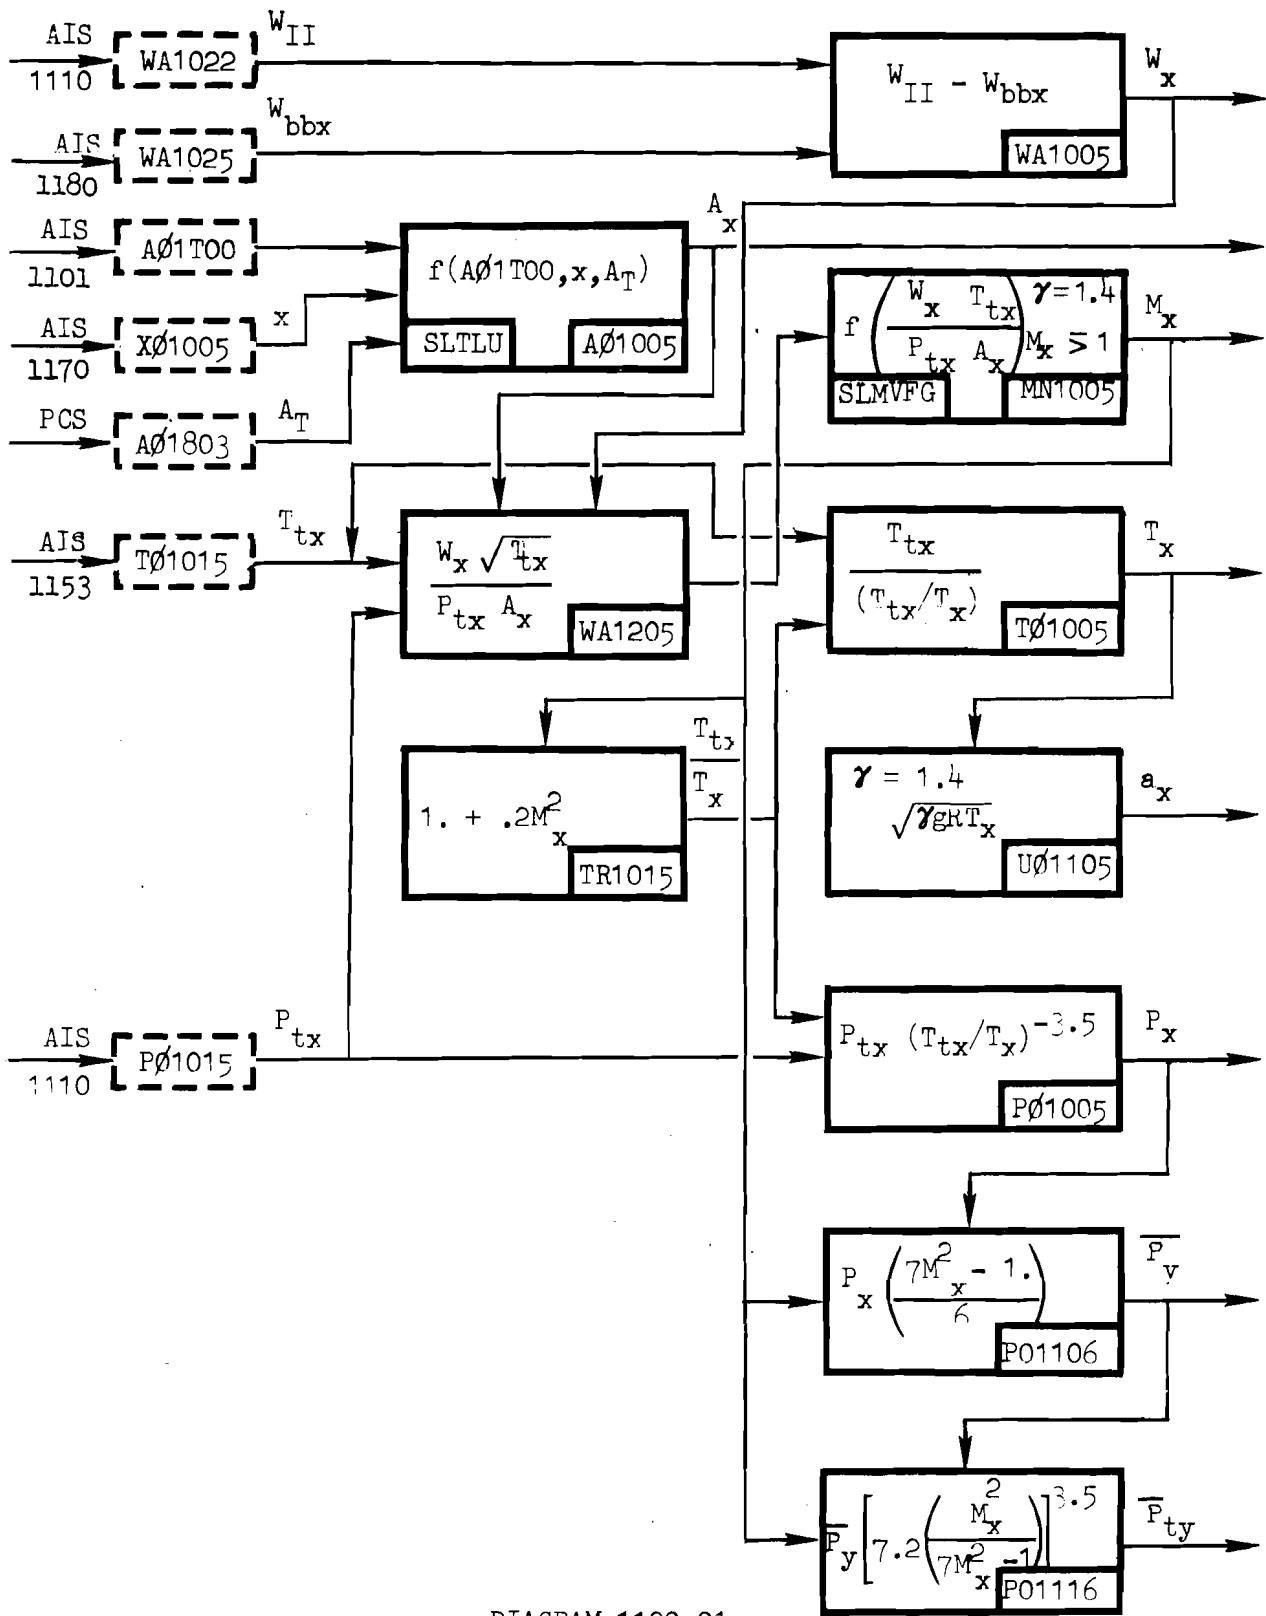 AIS
1110
WA1022
W_II
W_II - W_bbx
WA1005
W_x
AIS
1180
WA1025
W_bbx
AIS
1101
AØ1T00
f(AØ1T00,x,A_T)
SLTLU
AØ1005
A_x
AIS
1170
XØ1005
x
PCS
AØ1803
A_T
f (W_x T_tx / P_tx A_x) γ=1.4
M_x ≥ 1
SLMVFG
MN1005
M_x
AIS
1153
TØ1015
T_tx
W_x √T_tx / P_tx A_x
WA1205
T_tx / (T_tx/T_x)
TØ1005
T_x
1. + .2M_x^2
TR1015
T_tx / T_x
γ = 1.4
√γgRT_x
UØ1105
a_x
AIS
1110
PØ1015
P_tx
P_tx (T_tx/T_x)^-3.5
PØ1005
P_x
P_x (7M_x^2 - 1. / 6)
P01106
P̅_y
P̅_y [7.2 (M_x^2 / 7M_x^2 -1)]^3.5
P01116
P̅_ty